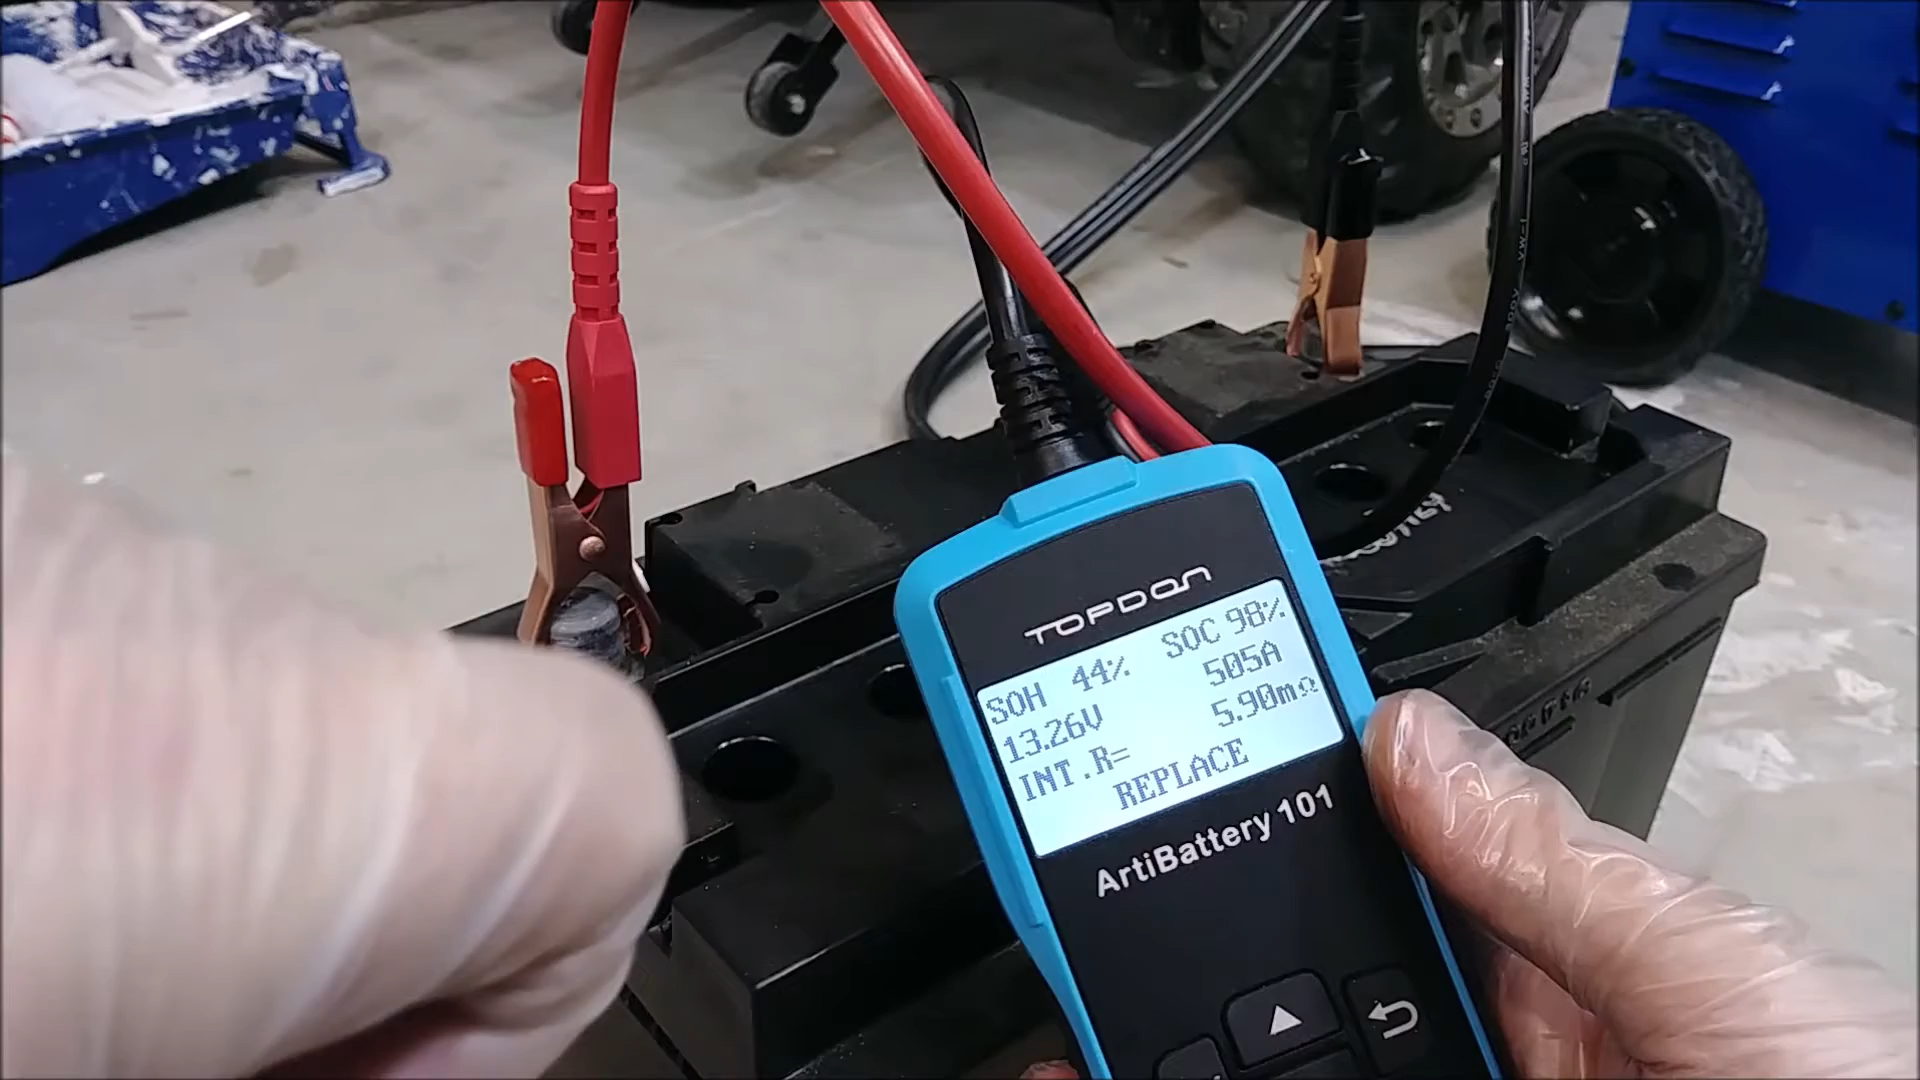 TOPDON
SOH 44% SOC 98%
13.26V 505A
INT.R= 5.90mΩ
REPLACE
ArtiBattery 101